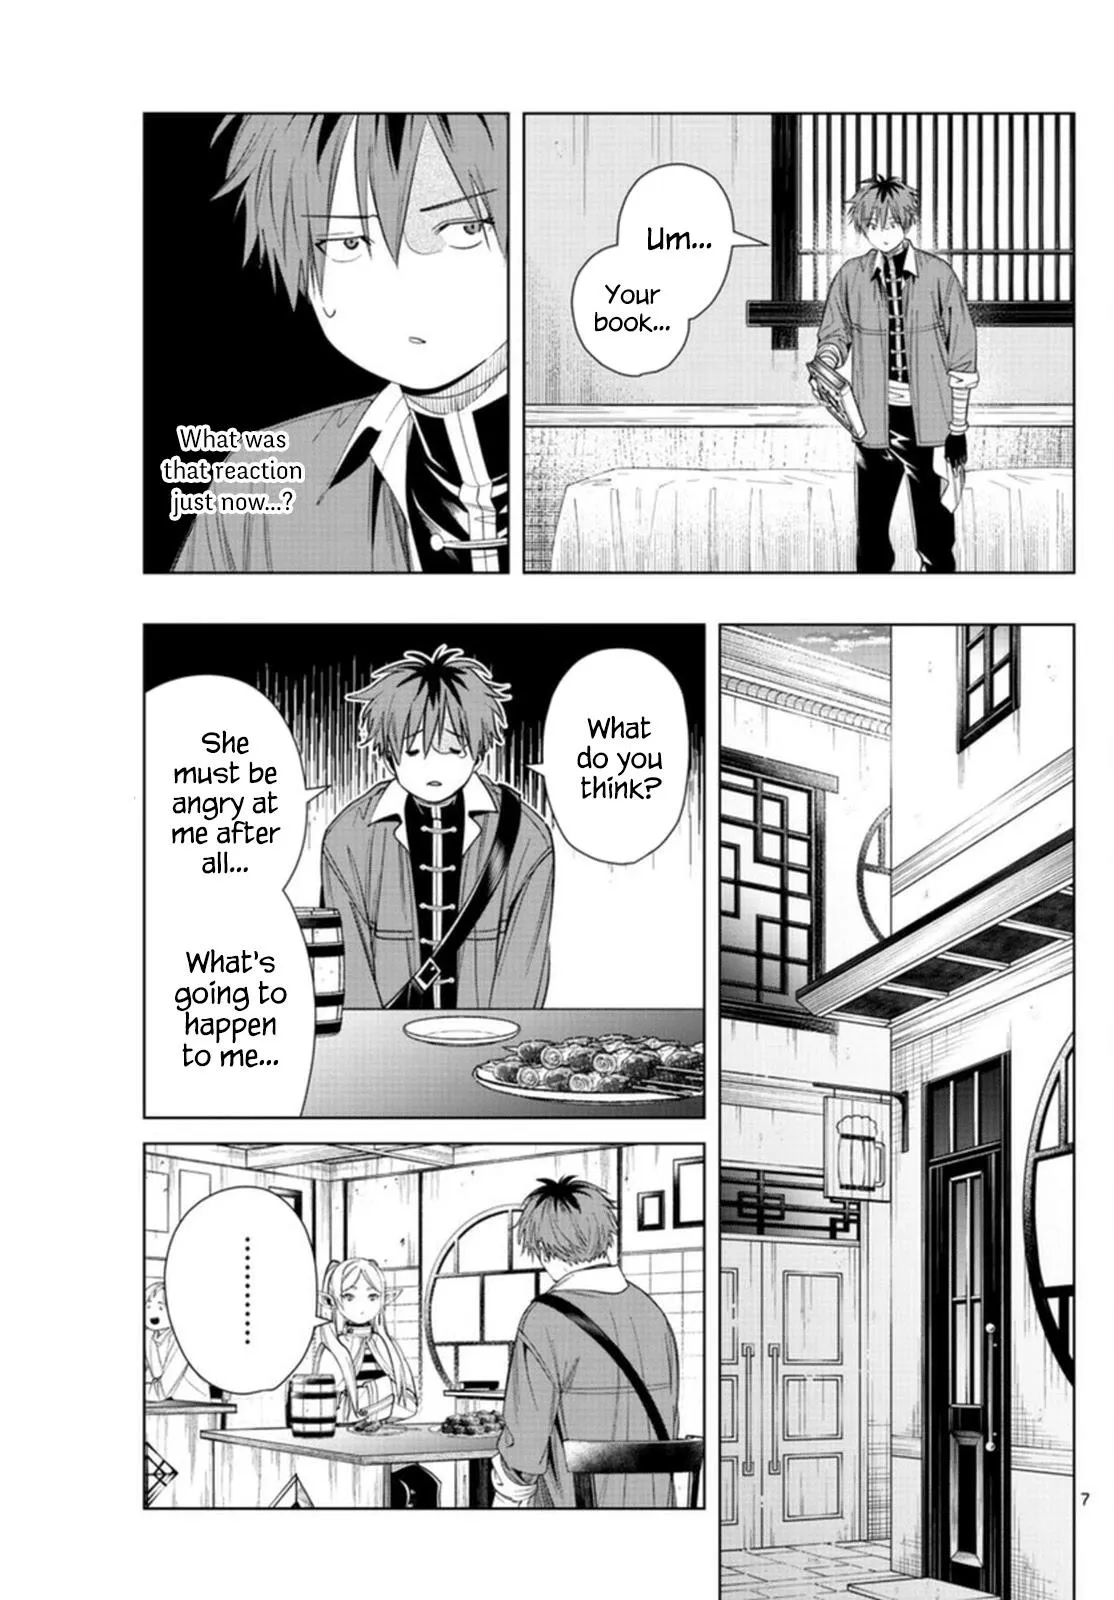 Um...
Your
book...
What was
that reaction
just now...?
What
do you
think?
She
must be
angry at
me after
all...
What's
going to
happen
to me...
............
7